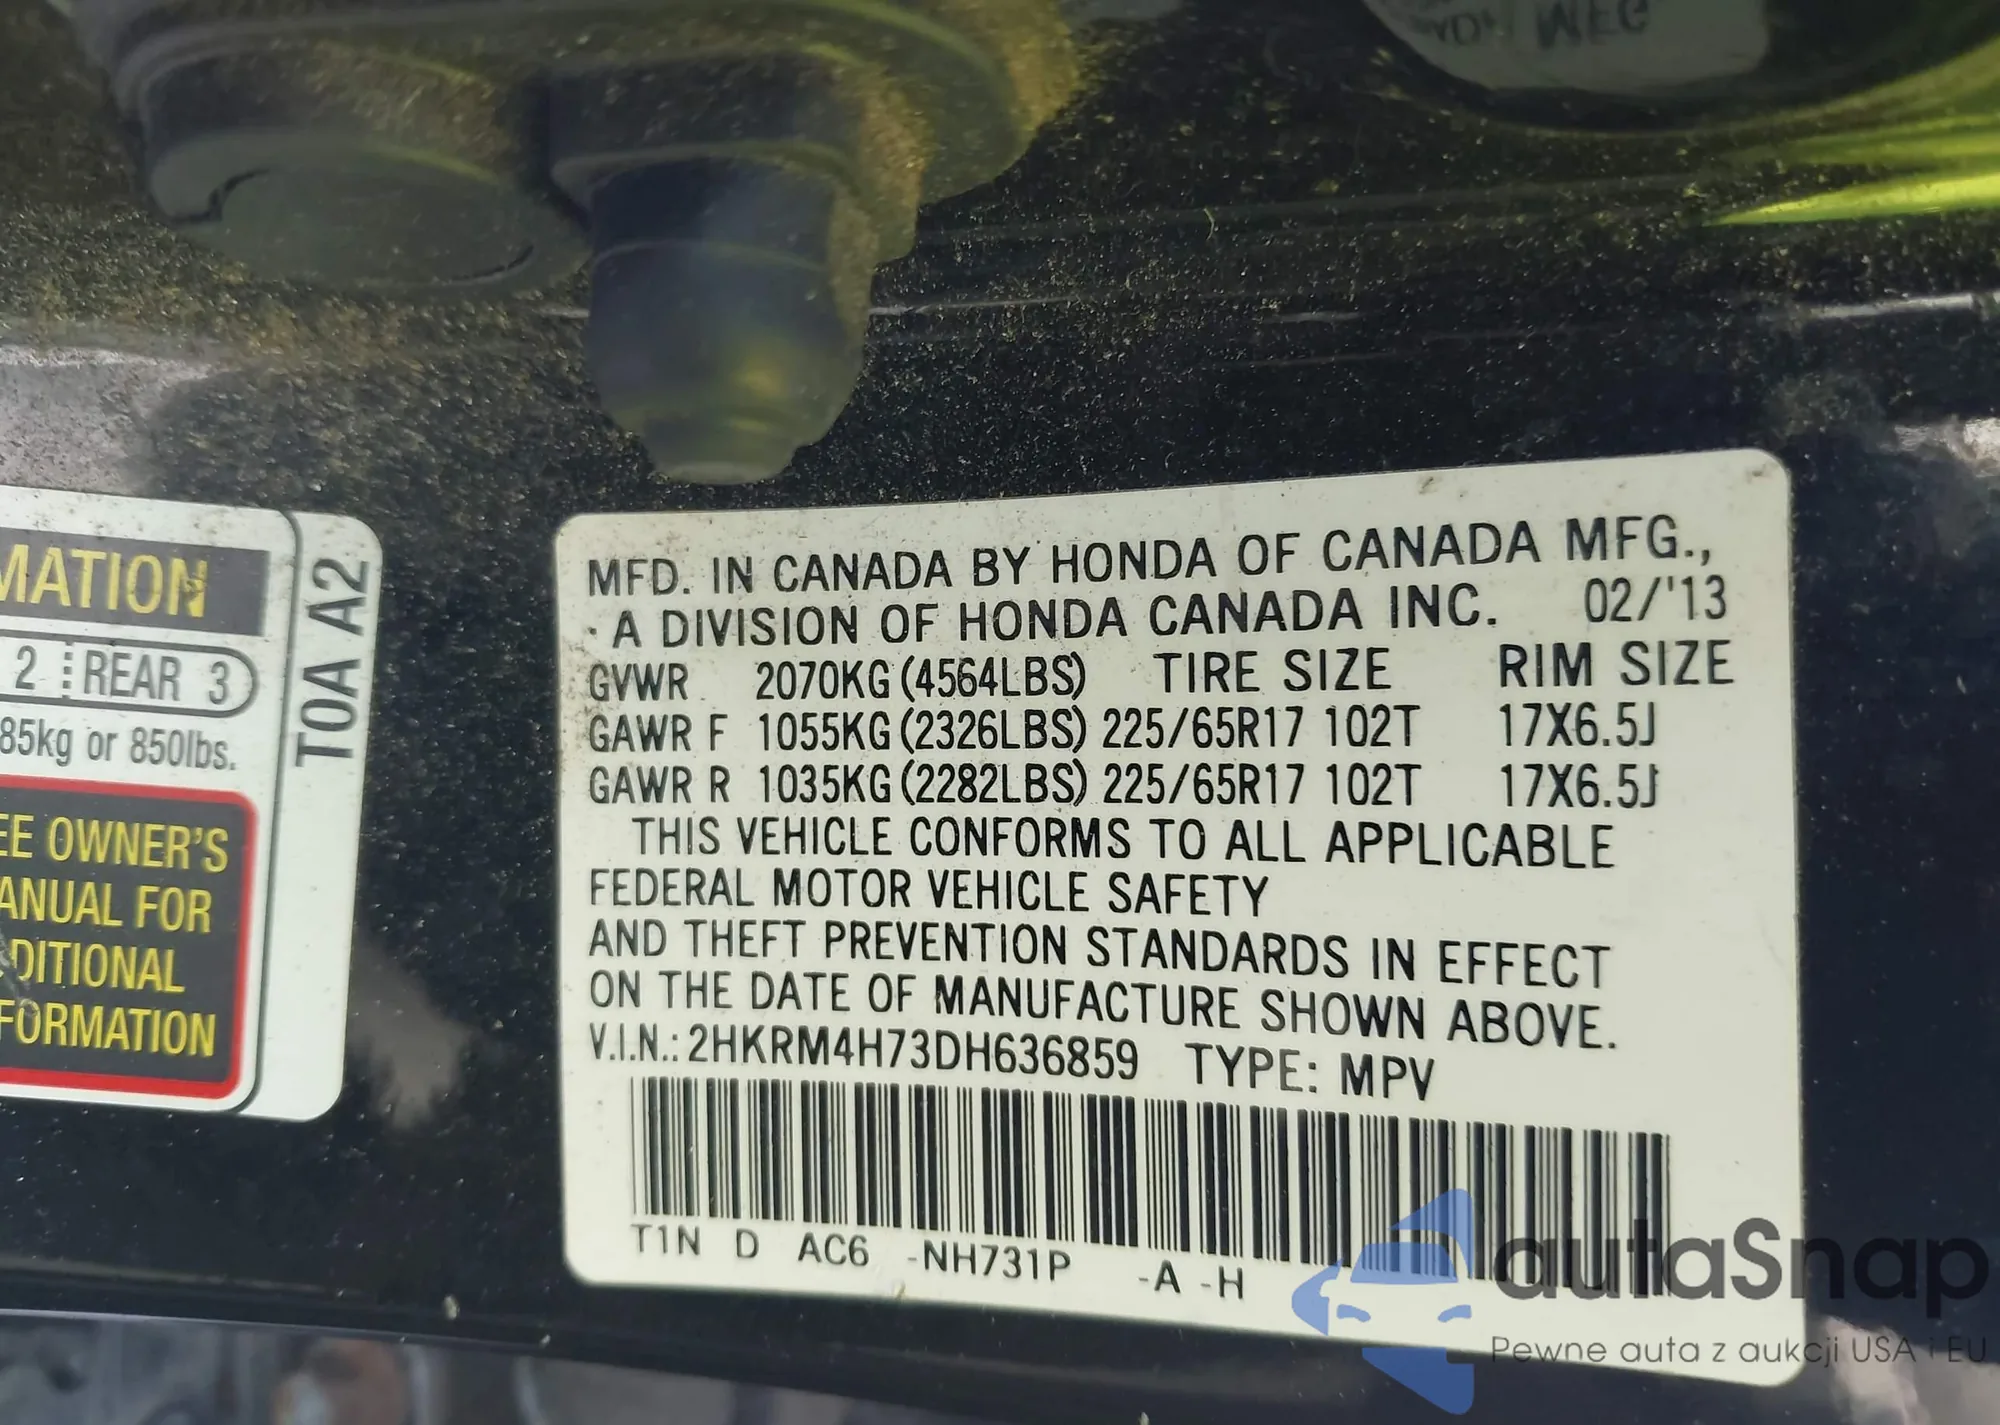 MATION
2 REAR 3
85kg or 850lbs.
EE OWNER'S
ANUAL FOR
DITIONAL
FORMATION
T0A A2
MFD. IN CANADA BY HONDA OF CANADA MFG.,
A DIVISION OF HONDA CANADA INC. 02/'13
GVWR 2070KG (4564LBS) TIRE SIZE RIM SIZE
GAWR F 1055KG (2326LBS) 225/65R17 102T 17X6.5J
GAWR R 1035KG (2282LBS) 225/65R17 102T 17X6.5J
THIS VEHICLE CONFORMS TO ALL APPLICABLE
FEDERAL MOTOR VEHICLE SAFETY
AND THEFT PREVENTION STANDARDS IN EFFECT
ON THE DATE OF MANUFACTURE SHOWN ABOVE.
V.I.N.: 2HKRM4H73DH636859 TYPE: MPV
T1N D AC6 -NH731P -A -H
autaSnap
Pewne auta z aukcji USA i EU